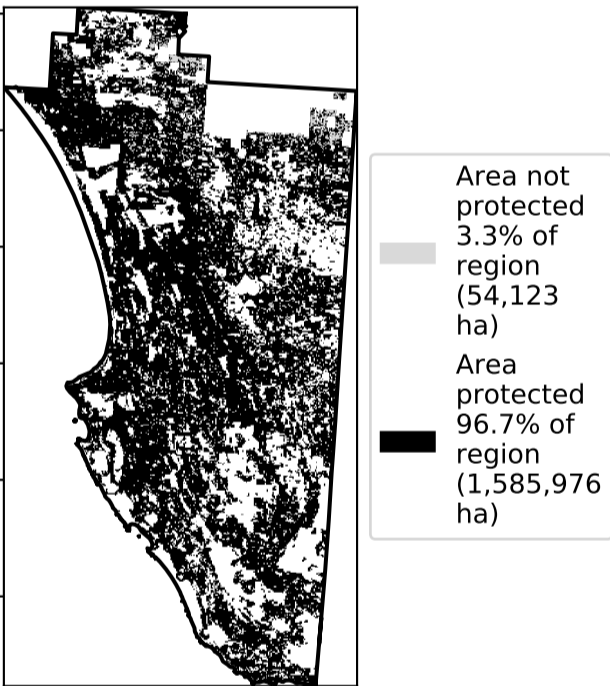 Area not
protected
3.3% of
region
(54,123
ha)
Area
protected
96.7% of
region
(1,585,976
ha)